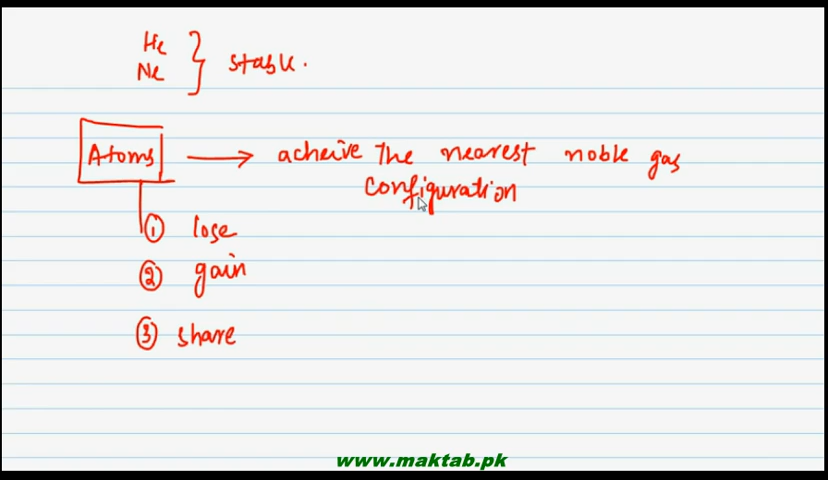 He
Ne } stable.
Atoms → acheive The nearest noble gas
configuration
① lose
② gain
③ share
www.maktab.pk